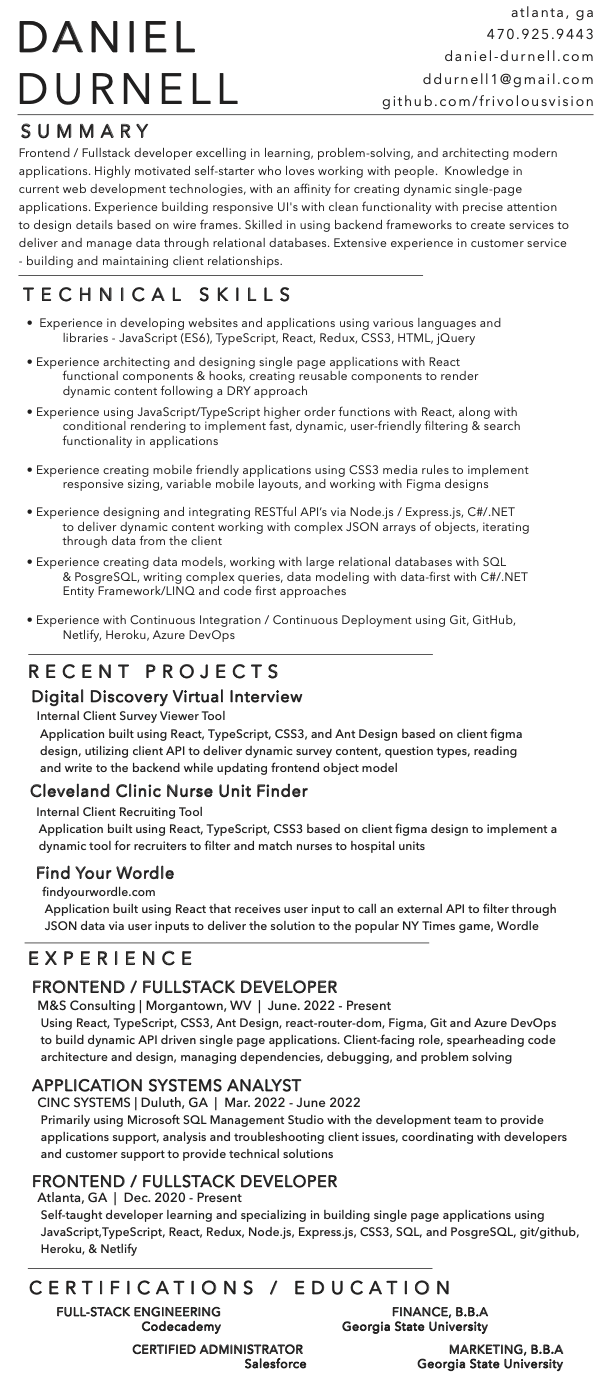 DANIEL
DURNELL
atlanta, ga
470.925.9443
daniel-durnell.com
ddurnell1@gmail.com
github.com/frivolousvision
SUMMARY
Frontend / Fullstack developer excelling in learning, problem-solving, and architecting modern
applications. Highly motivated self-starter who loves working with people.  Knowledge in
current web development technologies, with an affinity for creating dynamic single-page
applications. Experience building responsive UI's with clean functionality with precise attention
to design details based on wire frames. Skilled in using backend frameworks to create services to
deliver and manage data through relational databases. Extensive experience in customer service
- building and maintaining client relationships.
TECHNICAL SKILLS
• Experience in developing websites and applications using various languages and
libraries - JavaScript (ES6), TypeScript, React, Redux, CSS3, HTML, jQuery
• Experience architecting and designing single page applications with React
functional components & hooks, creating reusable components to render
dynamic content following a DRY approach
• Experience using JavaScript/TypeScript higher order functions with React, along with
conditional rendering to implement fast, dynamic, user-friendly filtering & search
functionality in applications
• Experience creating mobile friendly applications using CSS3 media rules to implement
responsive sizing, variable mobile layouts, and working with Figma designs
• Experience designing and integrating RESTful API's via Node.js / Express.js, C#/.NET
to deliver dynamic content working with complex JSON arrays of objects, iterating
through data from the client
• Experience creating data models, working with large relational databases with SQL
& PosgreSQL, writing complex queries, data modeling with data-first with C#/.NET
Entity Framework/LINQ and code first approaches
• Experience with Continuous Integration / Continuous Deployment using Git, GitHub,
Netlify, Heroku, Azure DevOps
RECENT PROJECTS
Digital Discovery Virtual Interview
Internal Client Survey Viewer Tool
Application built using React, TypeScript, CSS3, and Ant Design based on client figma
design, utilizing client API to deliver dynamic survey content, question types, reading
and write to the backend while updating frontend object model
Cleveland Clinic Nurse Unit Finder
Internal Client Recruiting Tool
Application built using React, TypeScript, CSS3 based on client figma design to implement a
dynamic tool for recruiters to filter and match nurses to hospital units
Find Your Wordle
findyourwordle.com
Application built using React that receives user input to call an external API to filter through
JSON data via user inputs to deliver the solution to the popular NY Times game, Wordle
EXPERIENCE
FRONTEND / FULLSTACK DEVELOPER
M&S Consulting | Morgantown, WV | June. 2022 - Present
Using React, TypeScript, CSS3, Ant Design, react-router-dom, Figma, Git and Azure DevOps
to build dynamic API driven single page applications. Client-facing role, spearheading code
architecture and design, managing dependencies, debugging, and problem solving
APPLICATION SYSTEMS ANALYST
CINC SYSTEMS | Duluth, GA | Mar. 2022 - June 2022
Primarily using Microsoft SQL Management Studio with the development team to provide
applications support, analysis and troubleshooting client issues, coordinating with developers
and customer support to provide technical solutions
FRONTEND / FULLSTACK DEVELOPER
Atlanta, GA | Dec. 2020 - Present
Self-taught developer learning and specializing in building single page applications using
JavaScript,TypeScript, React, Redux, Node.js, Express.js, CSS3, SQL, and PosgreSQL, git/github,
Heroku, & Netlify
CERTIFICATIONS / EDUCATION
FULL-STACK ENGINEERING
Codecademy
FINANCE, B.B.A
Georgia State University
CERTIFIED ADMINISTRATOR
Salesforce
MARKETING, B.B.A
Georgia State University